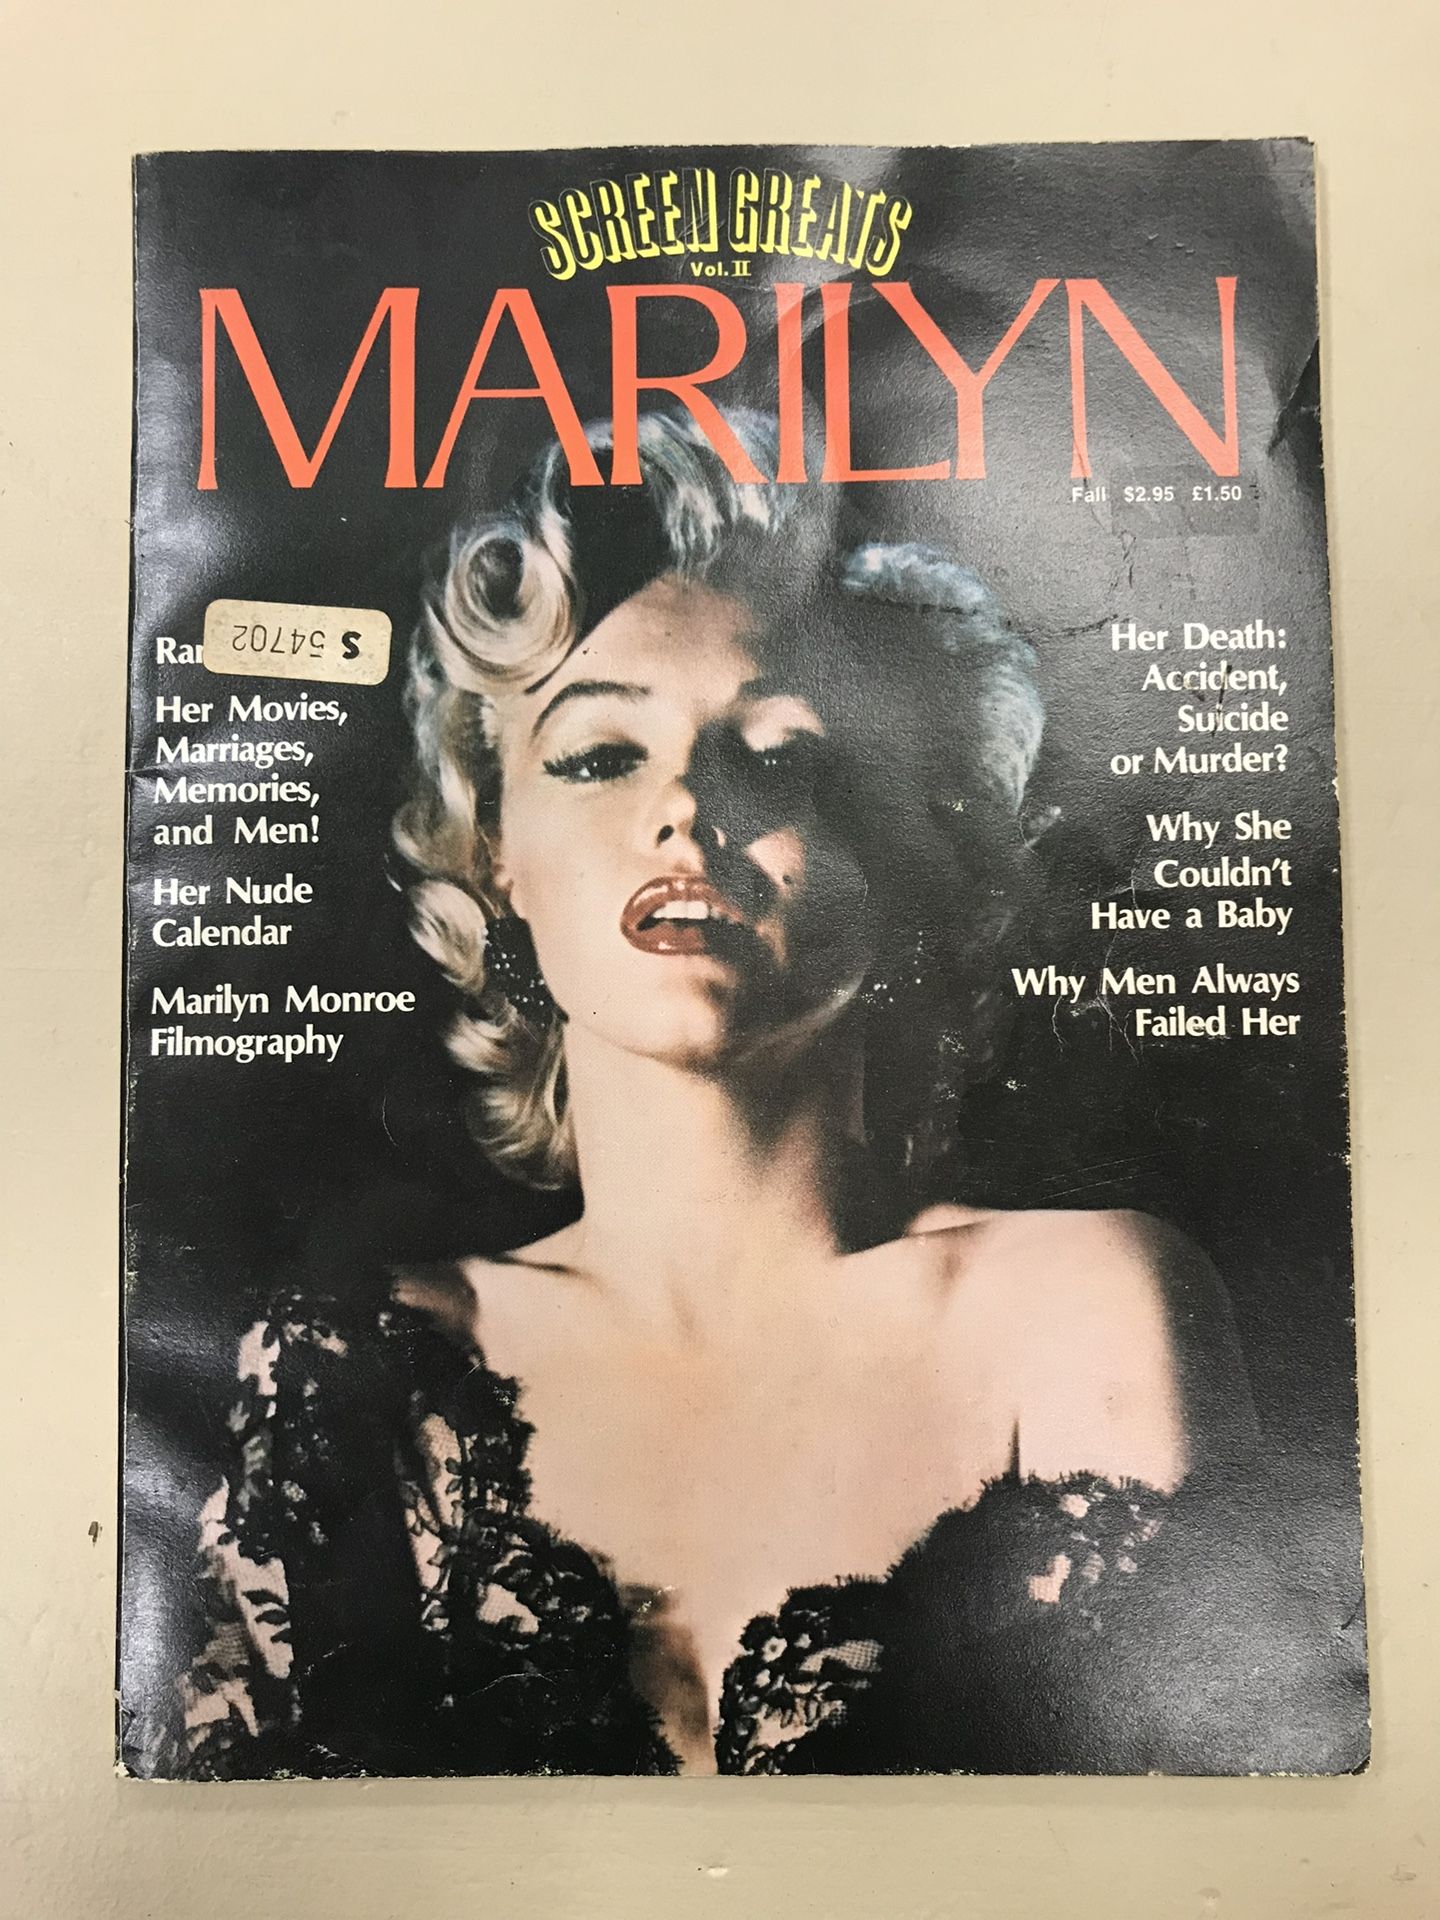 SCREEN GREATS
Vol. II
MARILYN
Fall $2.95 £1.50
S 54702
Her Movies,
Marriages,
Memories,
and Men!
Her Nude
Calendar
Marilyn Monroe
Filmography
Her Death:
Accident,
Suicide
or Murder?
Why She
Couldn't
Have a Baby
Why Men Always
Failed Her